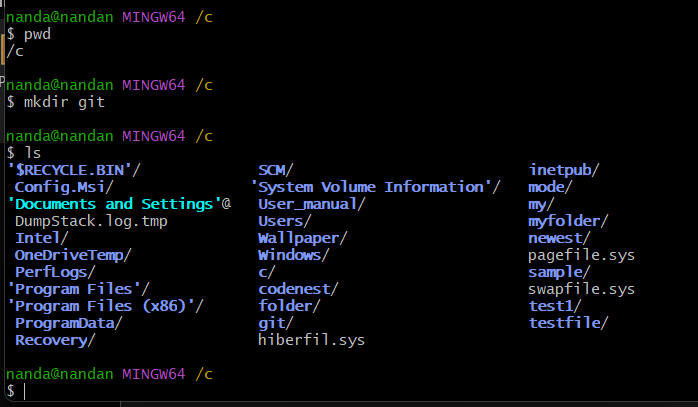 nanda@nandan MINGW64 /c
$ pwd
/c
nanda@nandan MINGW64 /c
$ mkdir git
nanda@nandan MINGW64 /c
$ ls
'$RECYCLE.BIN'/ SCM/ inetpub/
Config.Msi/ 'System Volume Information'/ mode/
'Documents and Settings'@ User_manual/ my/
DumpStack.log.tmp Users/ myfolder/
Intel/ Wallpaper/ newest/
OneDriveTemp/ Windows/ pagefile.sys
PerfLogs/ c/ sample/
'Program Files'/ codenest/ swapfile.sys
'Program Files (x86)'/ folder/ test1/
ProgramData/ git/ testfile/
Recovery/ hiberfil.sys
nanda@nandan MINGW64 /c
$